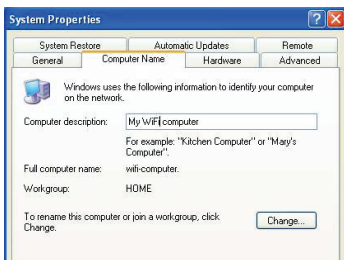 System Properties
System Restore Automatic Updates Remote
General Computer Name Hardware Advanced
Windows uses the following information to identify your computer
on the network.
Computer description: My WiFi computer
For example: "Kitchen Computer" or "Mary's
Computer".
Full computer name: wifi-computer.
Workgroup: HOME
To rename this computer or join a workgroup, click
Change.
Change...